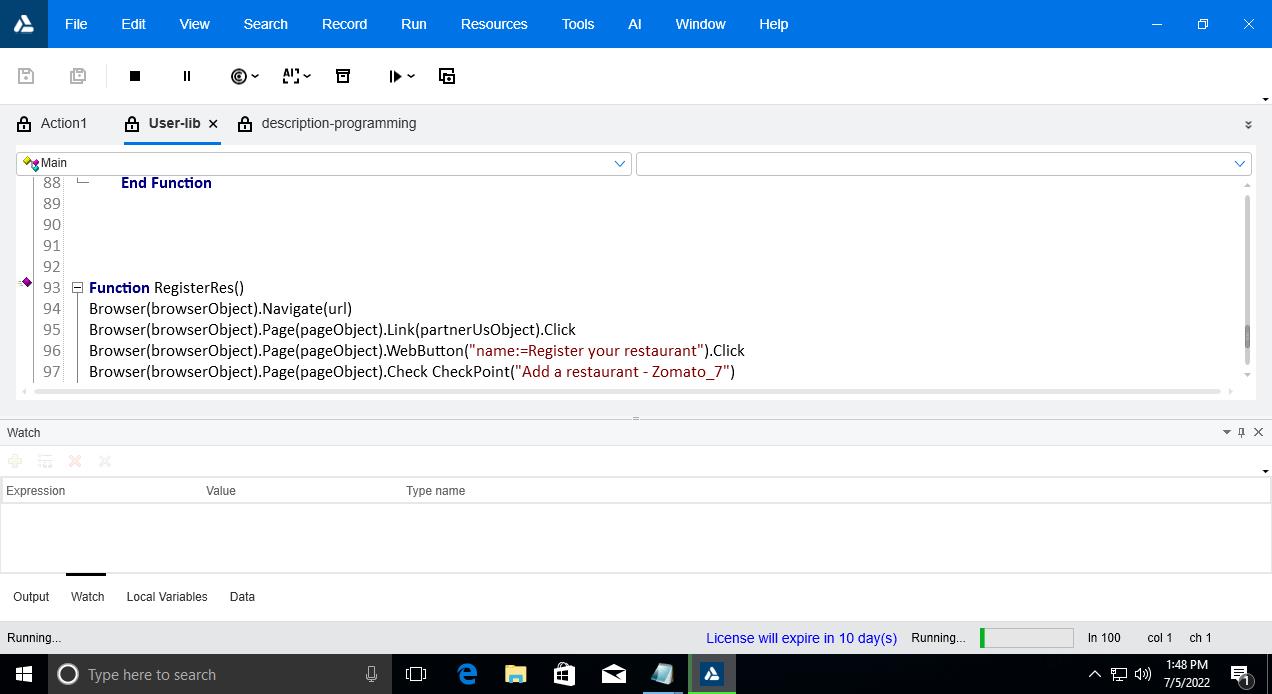 File Edit View Search Record Run Resources Tools AI Window Help
Action1 User-lib description-programming
Main
88 End Function
89
90
91
92
93 Function RegisterRes()
94 Browser(browserObject).Navigate(url)
95 Browser(browserObject).Page(pageObject).Link(partnerUsObject).Click
96 Browser(browserObject).Page(pageObject).WebButton("name:=Register your restaurant").Click
97 Browser(browserObject).Page(pageObject).Check CheckPoint("Add a restaurant - Zomato_7")
Watch
Expression Value Type name
Output Watch Local Variables Data
Running... License will expire in 10 day(s) Running... ln 100 col 1 ch 1
Type here to search
1:48 PM
7/5/2022
1